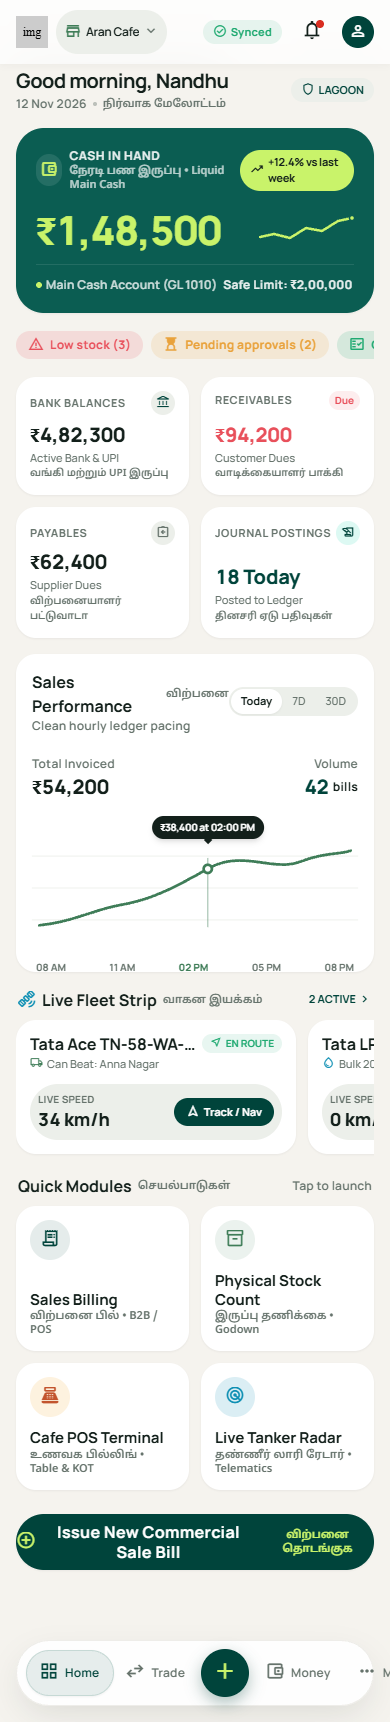 img
Aran Cafe
Synced
Good morning, Nandhu
12 Nov 2026 • நிர்வாக மேலோட்டம்
LAGOON
CASH IN HAND
நேரடி பண இருப்பு • Liquid
Main Cash
+12.4% vs last
week
₹1,48,500
Main Cash Account (GL 1010)
Safe Limit: ₹2,00,000
Low stock (3)
Pending approvals (2)
BANK BALANCES
₹4,82,300
Active Bank & UPI
வங்கி மற்றும் UPI இருப்பு
RECEIVABLES
Due
₹94,200
Customer Dues
வாடிக்கையாளர் பாக்கி
PAYABLES
₹62,400
Supplier Dues
விற்பனையாளர்
பட்டுவாடா
JOURNAL POSTINGS
18 Today
Posted to Ledger
தினசரி ஏடு பதிவுகள்
Sales
Performance
விற்பனை
Today
7D
30D
Clean hourly ledger pacing
Total Invoiced
₹54,200
Volume
42 bills
₹38,400 at 02:00 PM
08 AM
11 AM
02 PM
05 PM
08 PM
Live Fleet Strip
வாகன இயக்கம்
2 ACTIVE
Tata Ace TN-58-WA-...
EN ROUTE
Can Beat: Anna Nagar
LIVE SPEED
34 km/h
Track / Nav
Tata
Bulk
LIVE
0 km/
Quick Modules
செயல்பாடுகள்
Tap to launch
Sales Billing
விற்பனை பில் • B2B /
POS
Physical Stock
Count
இருப்பு தணிக்கை •
Godown
Cafe POS Terminal
உணவக பில்லிங் •
Table & KOT
Live Tanker Radar
தண்ணீர் லாரி ரேடார் •
Telematics
Issue New Commercial
Sale Bill
விற்பனை
தொடங்குக
Home
Trade
Money